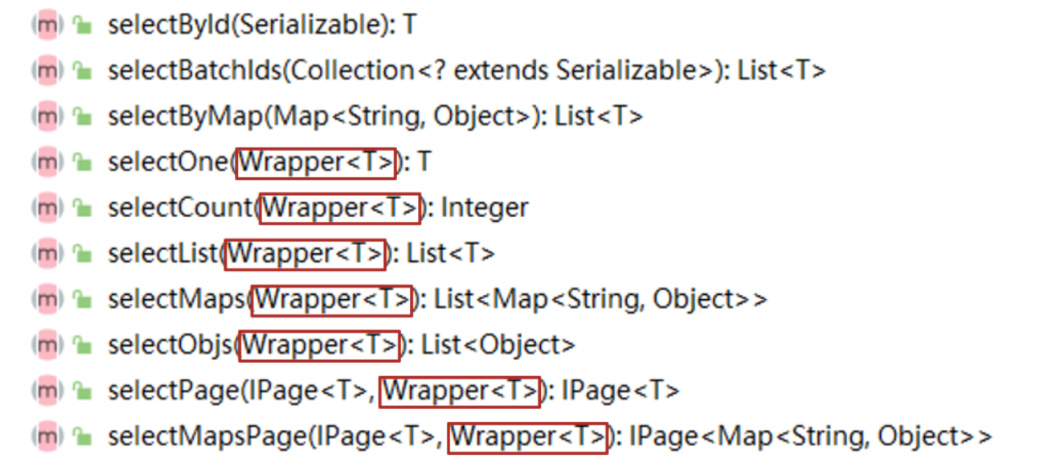 m selectById(Serializable): T
m selectBatchIds(Collection<? extends Serializable>): List<T>
m selectByMap(Map<String, Object>): List<T>
m selectOne(Wrapper<T>): T
m selectCount(Wrapper<T>): Integer
m selectList(Wrapper<T>): List<T>
m selectMaps(Wrapper<T>): List<Map<String, Object>>
m selectObjs(Wrapper<T>): List<Object>
m selectPage(IPage<T>, Wrapper<T>): IPage<T>
m selectMapsPage(IPage<T>, Wrapper<T>): IPage<Map<String, Object>>